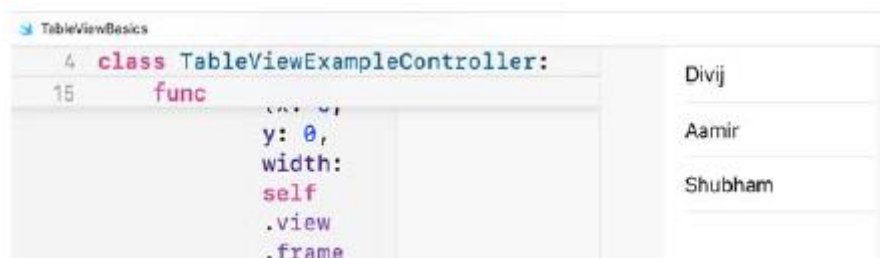 TableViewBasics
4 class TableViewExampleController:
15 func
y: 0,
width:
self
.view
.frame
Divij
Aamir
Shubham